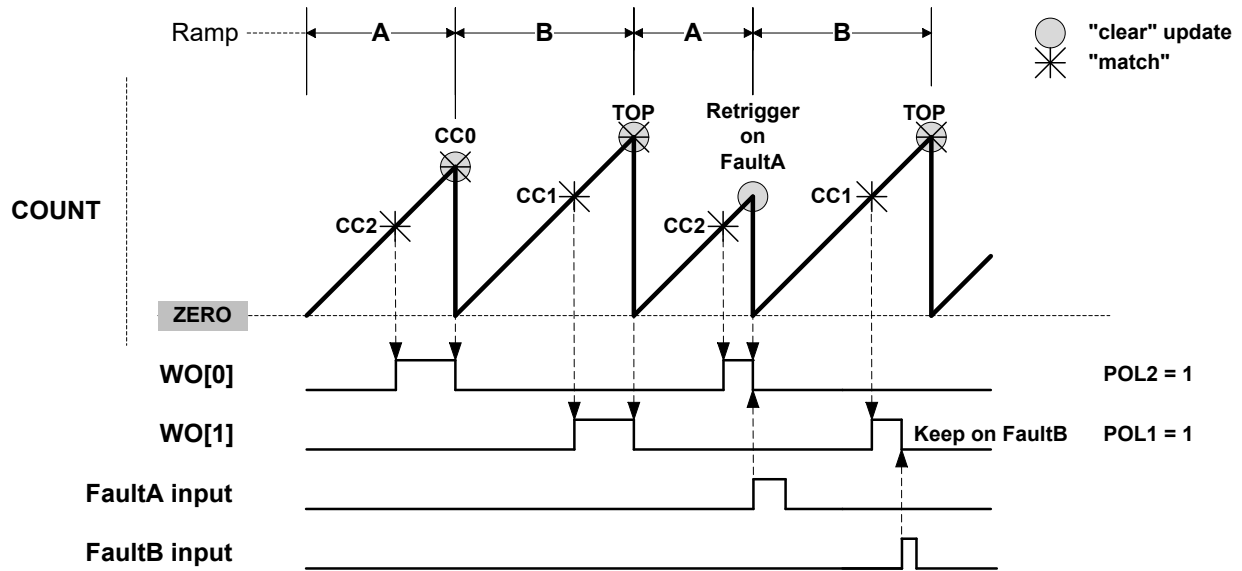 Ramp A B A B
"clear" update
"match"
TOP Retrigger TOP
CC0 on
FaultA
CC1 CC1
COUNT CC2 CC2
ZERO
WO[0] POL2 = 1
WO[1] Keep on FaultB POL1 = 1
FaultA input
FaultB input